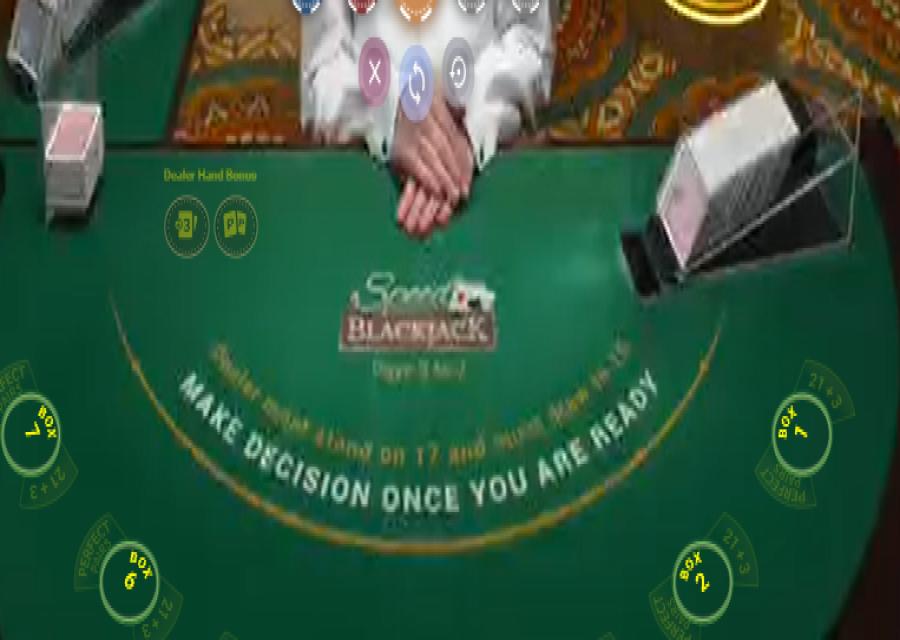 Dealer Hand Bonus
3
P P
Speed
BLACKJACK
Dealer must stand on 17 and must draw to 16
MAKE DECISION ONCE YOU ARE READY
PERFECT
BOX
7
21+3
21+3
BOX
1
PERFECT
PAIRS
PERFECT
PAIRS
BOX
6
21+3
21+3
BOX
2
PERFECT
PAIRS